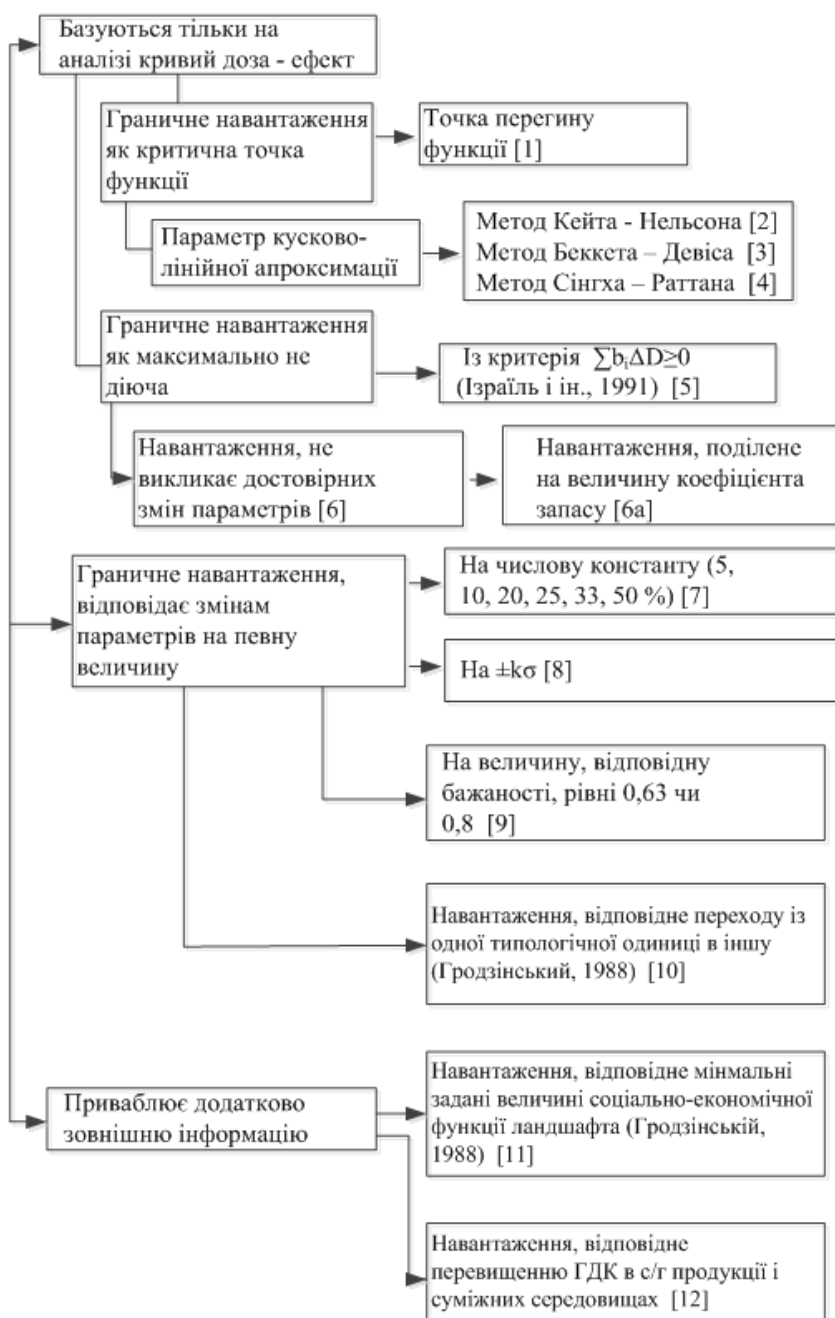 Базуються тільки на
аналізі кривий доза - ефект
Граничне навантаження
як критична точка
функції
Точка перегину
функції [1]
Параметр кусково-
лінійної апроксимації
Метод Кейта - Нельсона [2]
Метод Беккета – Девіса [3]
Метод Сінгха – Раттана [4]
Граничне навантаження
як максимально не
діюча
Із критерія ∑bᵢΔD≥0
(Ізраїль і ін., 1991) [5]
Навантаження, не
викликає достовірних
змін параметрів [6]
Навантаження, поділене
на величину коефіцієнта
запасу [6а]
Граничне навантаження,
відповідає змінам
параметрів на певну
величину
На числову константу (5,
10, 20, 25, 33, 50 %) [7]
На ±kσ [8]
На величину, відповідну
бажаності, рівні 0,63 чи
0,8 [9]
Навантаження, відповідне переходу із
одної типологічної одиниці в іншу
(Гродзінський, 1988) [10]
Приваблює додатково
зовнішню інформацію
Навантаження, відповідне мінмальні
задані величині соціально-економічної
функції ландшафта (Гродзінській,
1988) [11]
Навантаження, відповідне
перевищенню ГДК в с/г продукції і
суміжних середовищах [12]